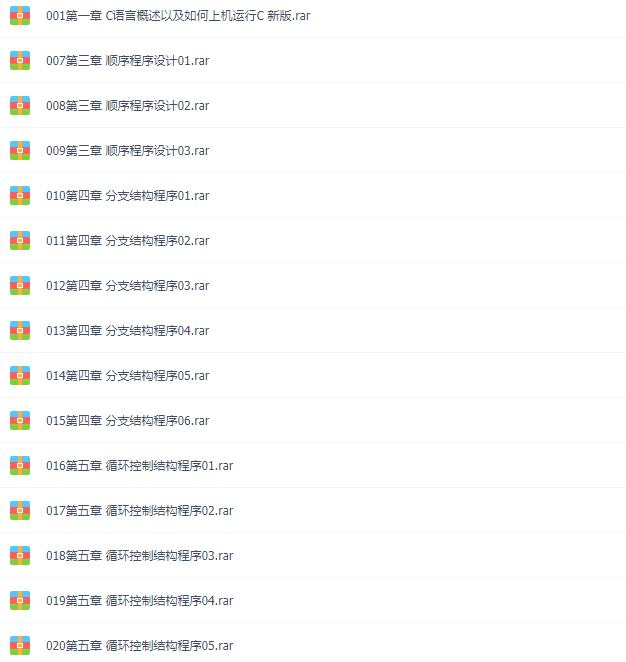 001第一章 C语言概述以及如何上机运行C 新版.rar
007第三章 顺序程序设计01.rar
008第三章 顺序程序设计02.rar
009第三章 顺序程序设计03.rar
010第四章 分支结构程序01.rar
011第四章 分支结构程序02.rar
012第四章 分支结构程序03.rar
013第四章 分支结构程序04.rar
014第四章 分支结构程序05.rar
015第四章 分支结构程序06.rar
016第五章 循环控制结构程序01.rar
017第五章 循环控制结构程序02.rar
018第五章 循环控制结构程序03.rar
019第五章 循环控制结构程序04.rar
020第五章 循环控制结构程序05.rar